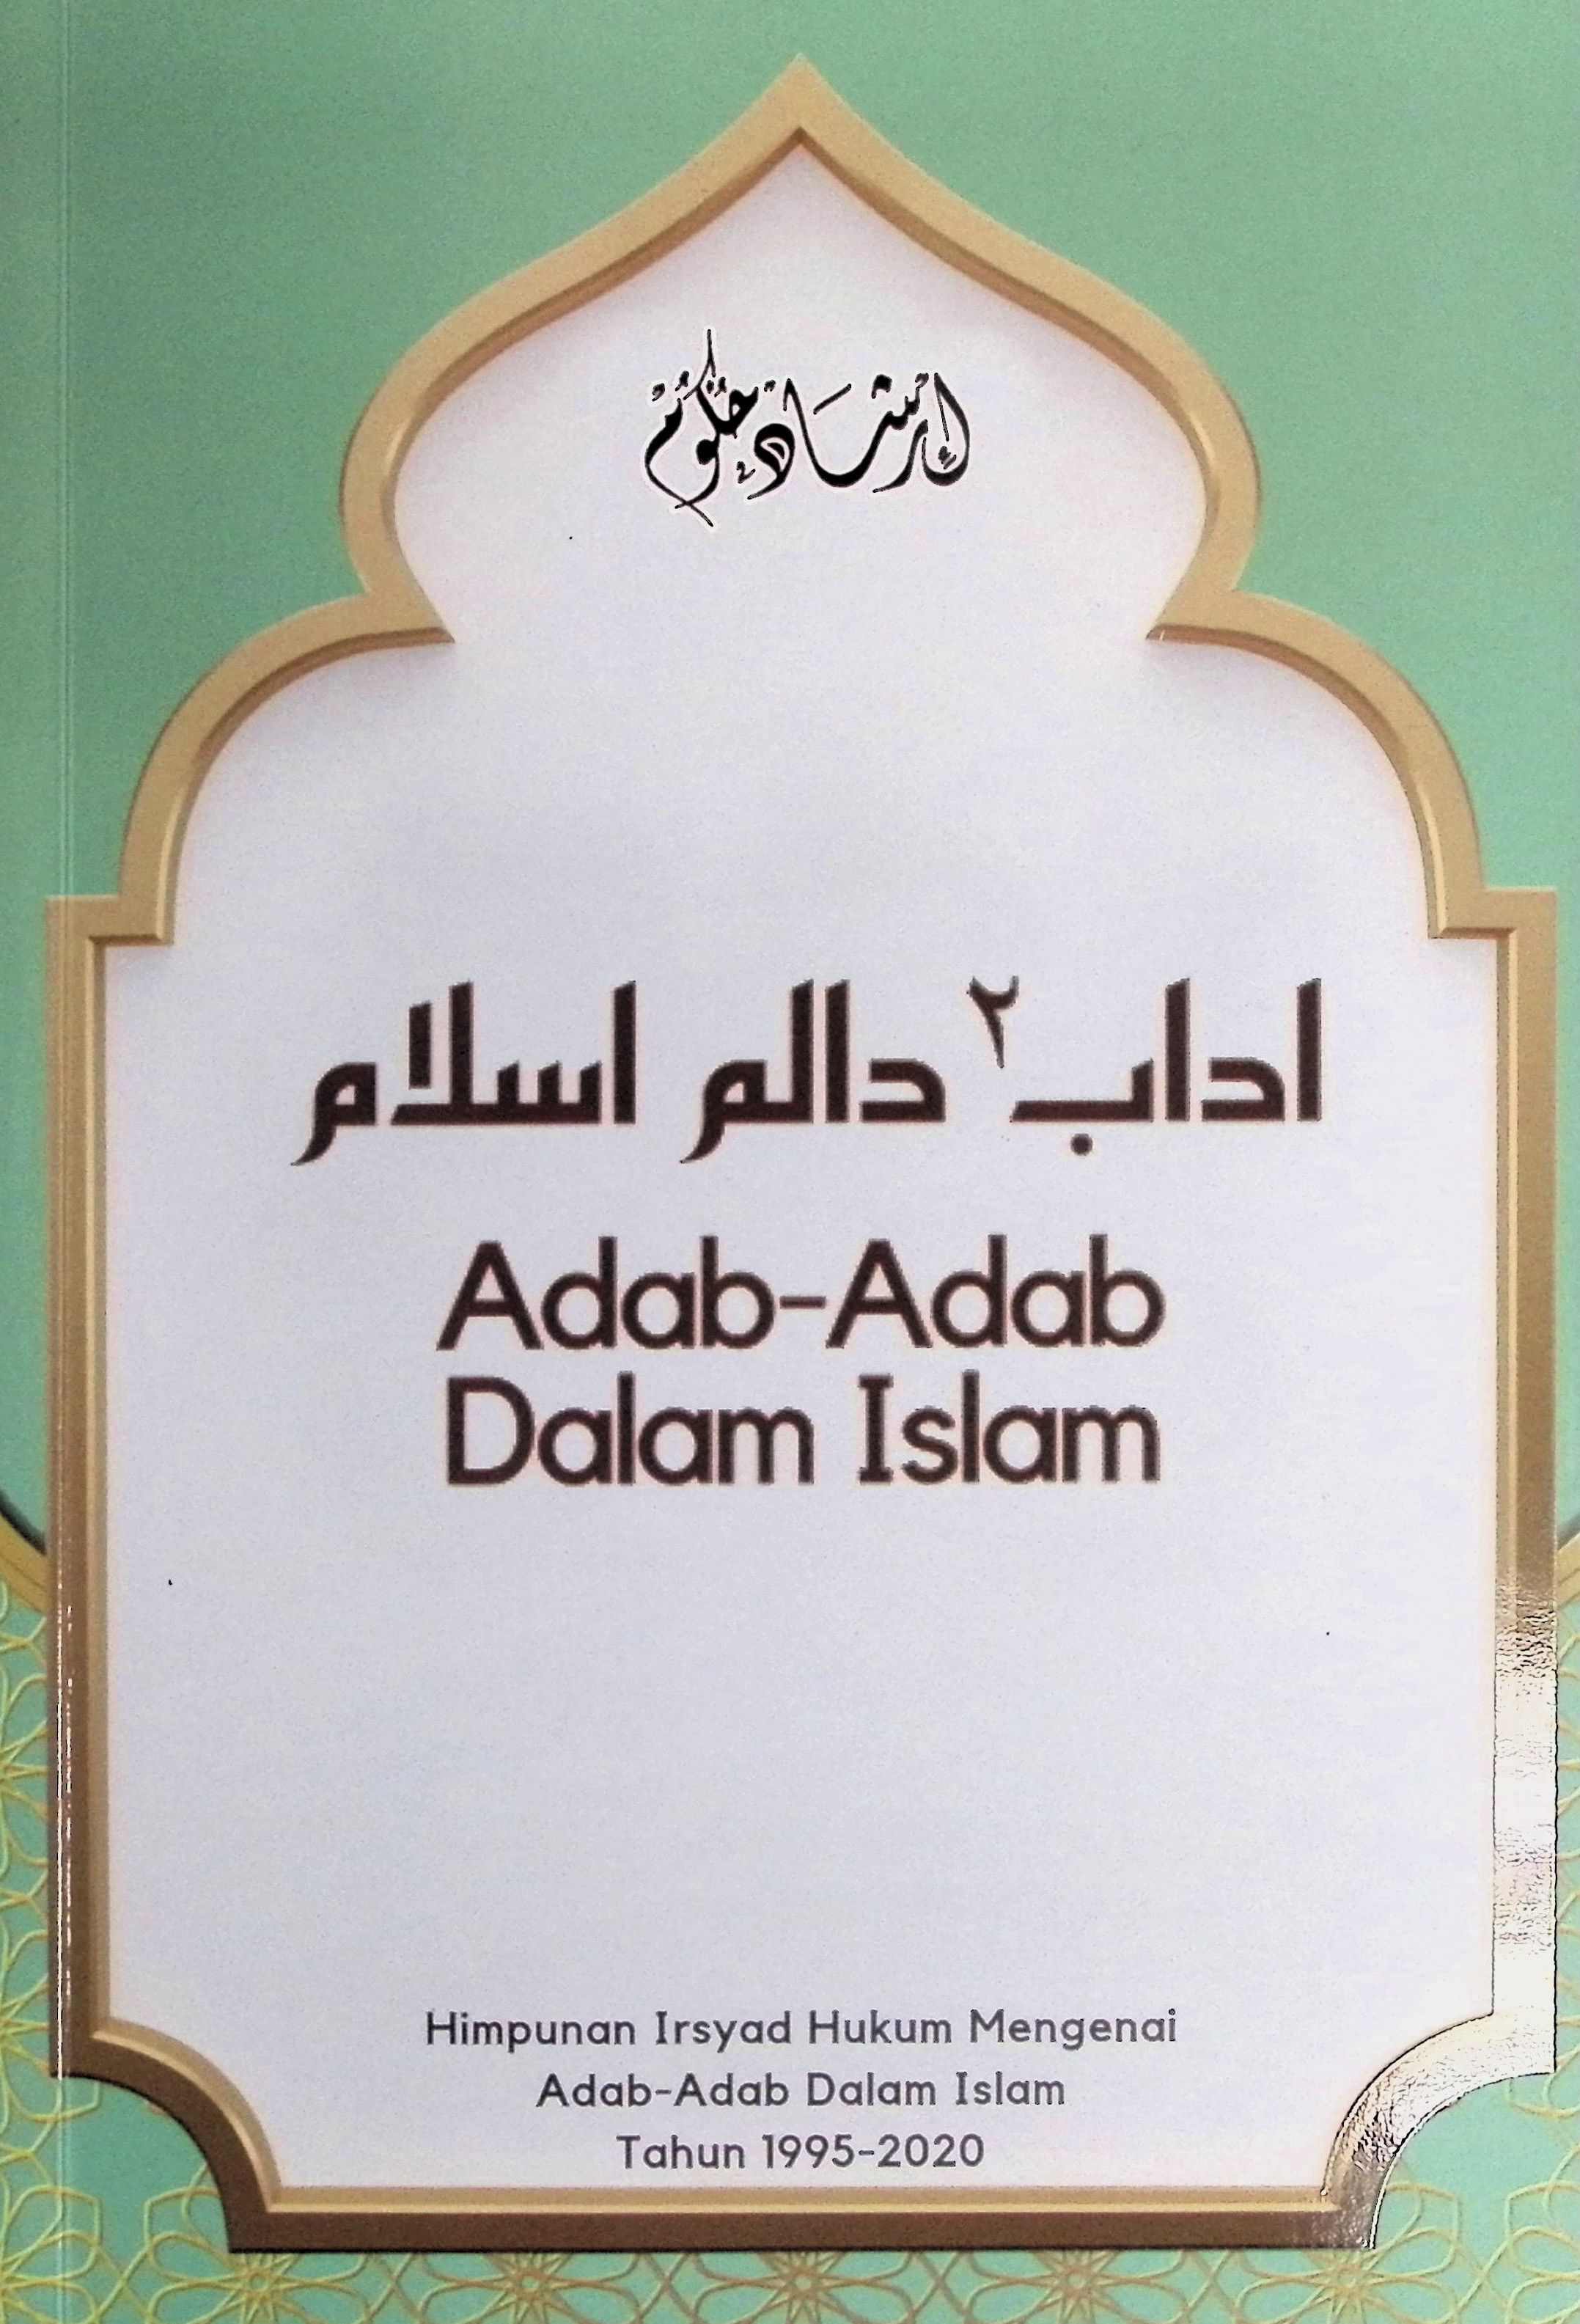 إرشاد حكوم
اداب٢ دالم اسلام
Adab-Adab
Dalam Islam
Himpunan Irsyad Hukum Mengenai
Adab-Adab Dalam Islam
Tahun 1995-2020